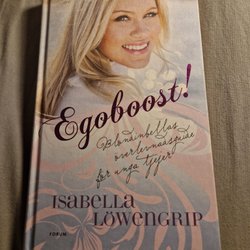 Egoboost!
Blondinbellas
överlevnadsguide
för unga tjejer
ISABELLA
LÖWENGRIP
FORUM